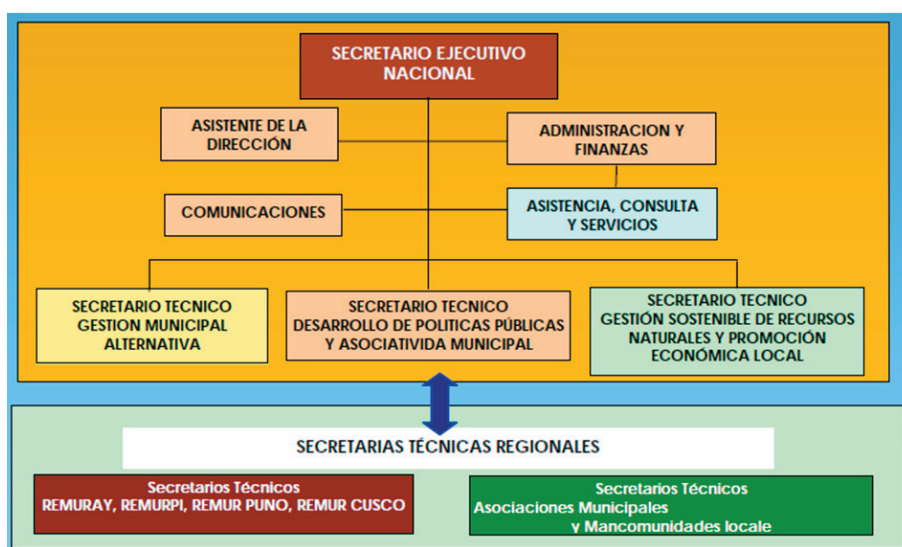 SECRETARIO EJECUTIVO
NACIONAL
ASISTENTE DE LA
DIRECCIÓN
ADMINISTRACION Y
FINANZAS
COMUNICACIONES
ASISTENCIA, CONSULTA
Y SERVICIOS
SECRETARIO TECNICO
GESTION MUNICIPAL
ALTERNATIVA
SECRETARIO TECNICO
DESARROLLO DE POLITICAS PÚBLICAS
Y ASOCIATIVIDA MUNICIPAL
SECRETARIO TECNICO
GESTIÓN SOSTENIBLE DE RECURSOS
NATURALES Y PROMOCIÓN
ECONÓMICA LOCAL
SECRETARIAS TÉCNICAS REGIONALES
Secretarios Técnicos
REMURAY, REMURPI, REMUR PUNO, REMUR CUSCO
Secretarios Técnicos
Asociaciones Municipales
y Mancomunidades locale